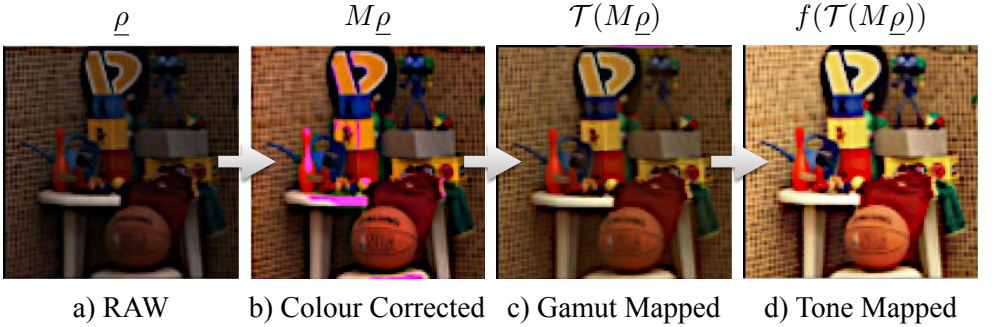 ρ Mρ 𝒯(Mρ) f(𝒯(Mρ))
a) RAW b) Colour Corrected c) Gamut Mapped d) Tone Mapped